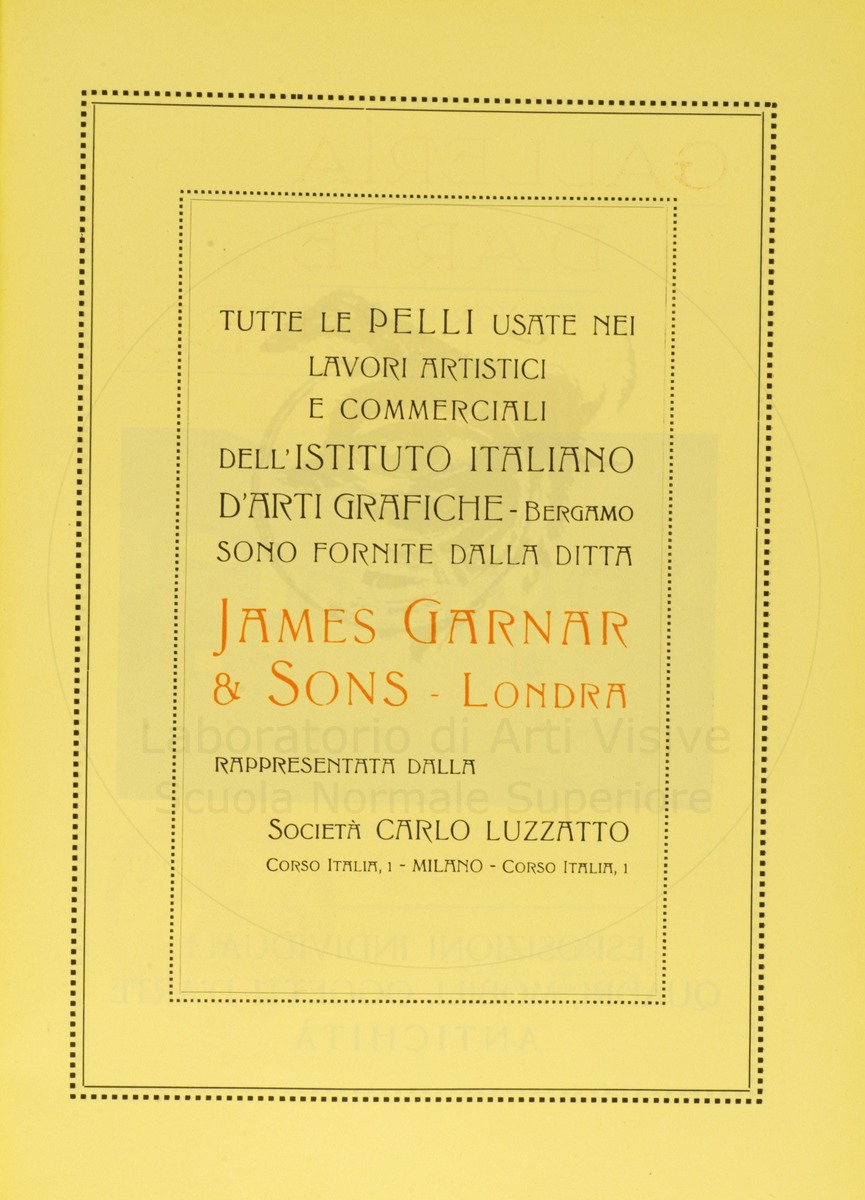 TUTTE LE PELLI USATE NEI
LAVORI ARTISTICI
E COMMERCIALI
DELL'ISTITUTO ITALIANO
D'ARTI GRAFICHE - BERGAMO
SONO FORNITE DALLA DITTA
JAMES GARNAR
& SONS - LONDRA
Laboratorio di Arti Visive
RAPPRESENTATA DALLA
Scuola Normale Superiore
SOCIETÀ CARLO LUZZATTO
CORSO ITALIA, 1 - MILANO - CORSO ITALIA, 1